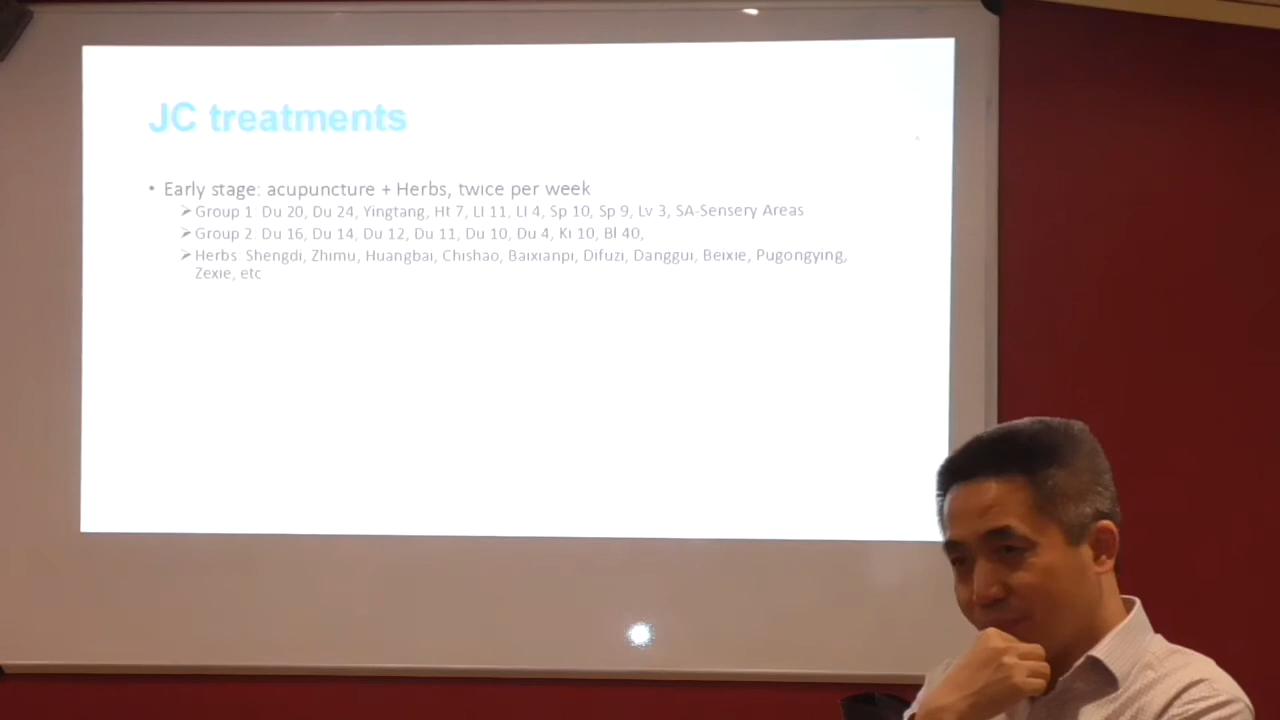 JC treatments
• Early stage: acupuncture + Herbs, twice per week
➢ Group 1: Du 20, Du 24, Yingtang, Ht 7, LI 11, LI 4, Sp 10, Sp 9, Lv 3, SA-Sensery Areas
➢ Group 2: Du 16, Du 14, Du 12, Du 11, Du 10, Du 4, Ki 10, Bl 40,
➢ Herbs: Shengdi, Zhimu, Huangbai, Chishao, Baixianpi, Difuzi, Danggui, Beixie, Pugongying,
Zexie, etc